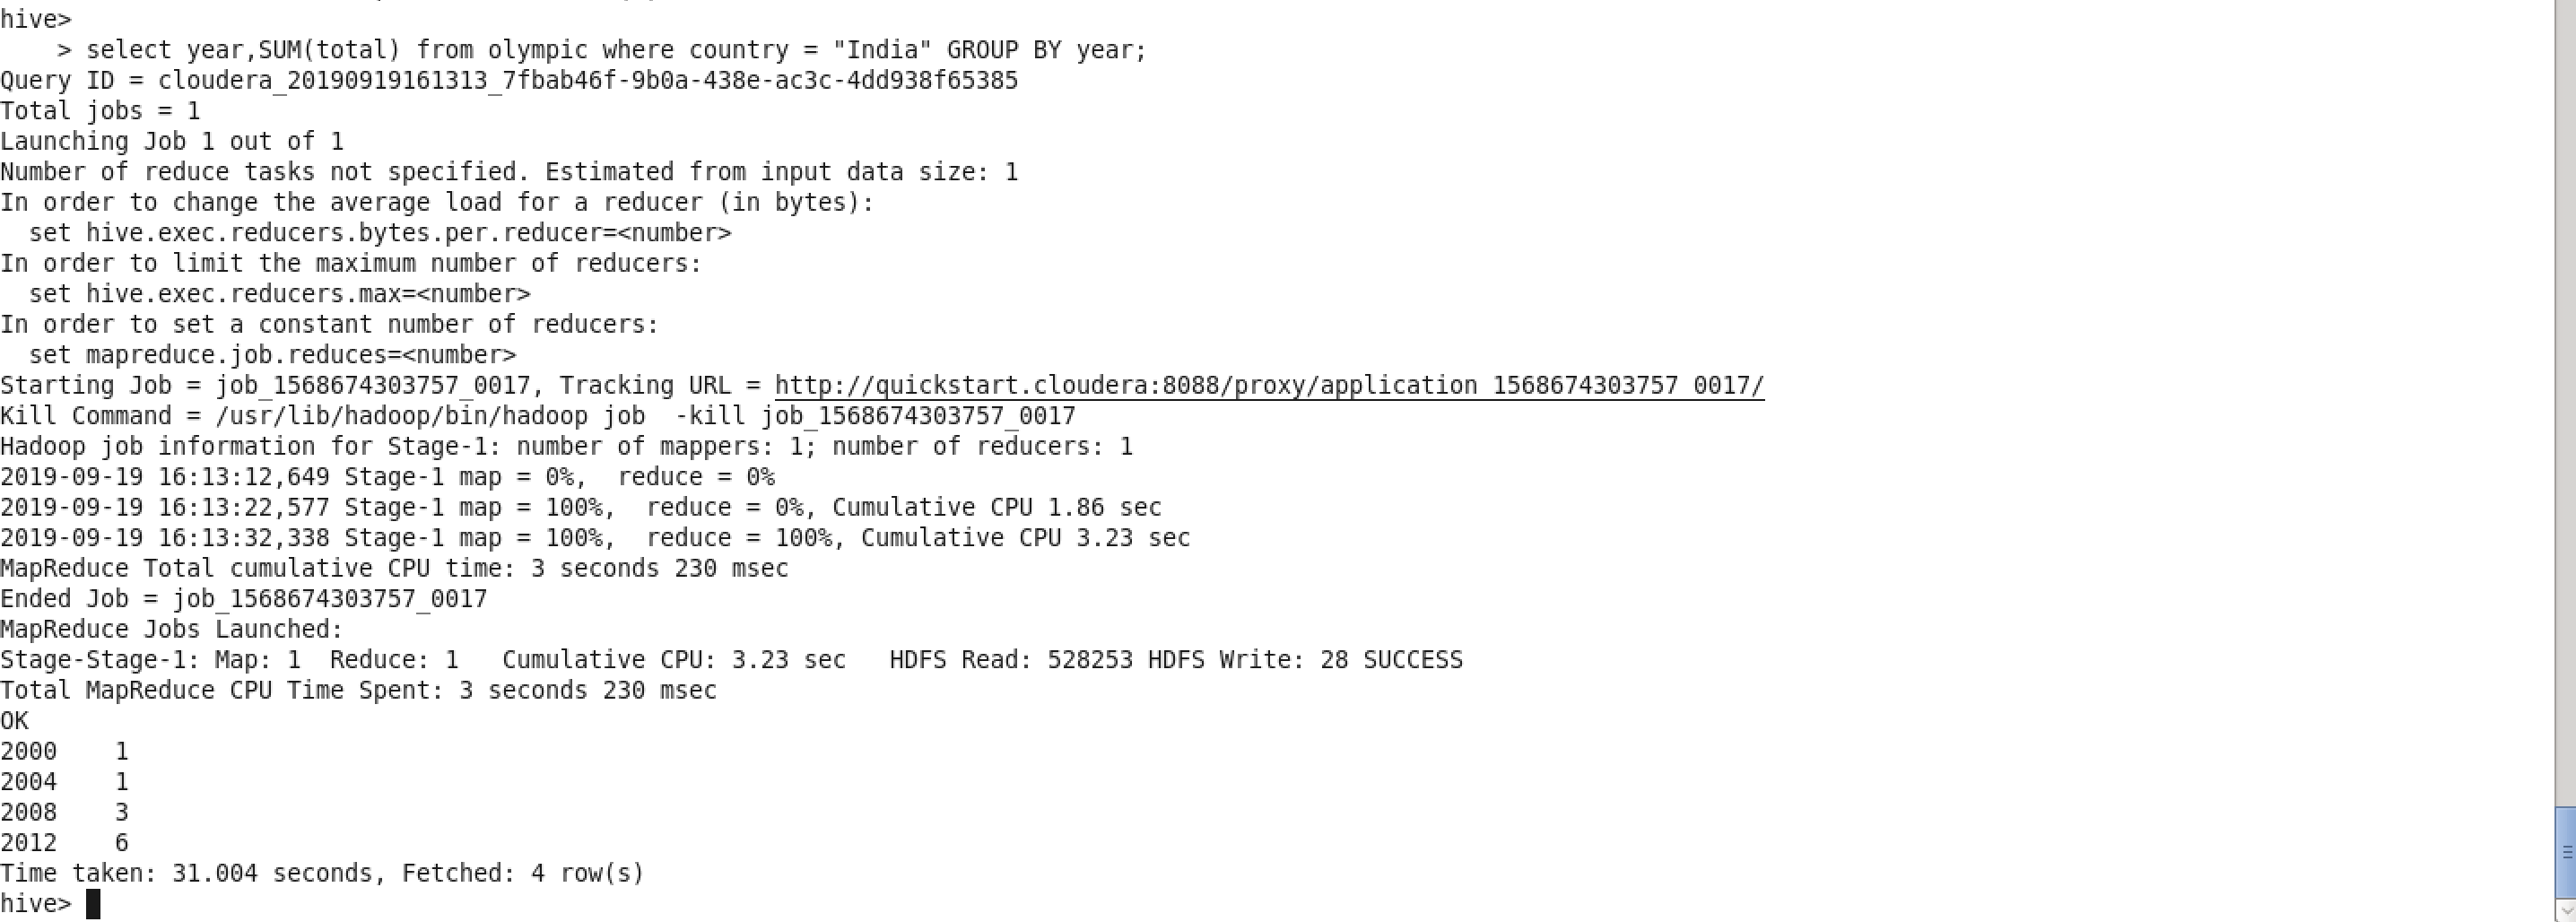 hive>
    > select year,SUM(total) from olympic where country = "India" GROUP BY year;
Query ID = cloudera_20190919161313_7fbab46f-9b0a-438e-ac3c-4dd938f65385
Total jobs = 1
Launching Job 1 out of 1
Number of reduce tasks not specified. Estimated from input data size: 1
In order to change the average load for a reducer (in bytes):
  set hive.exec.reducers.bytes.per.reducer=<number>
In order to limit the maximum number of reducers:
  set hive.exec.reducers.max=<number>
In order to set a constant number of reducers:
  set mapreduce.job.reduces=<number>
Starting Job = job_1568674303757_0017, Tracking URL = http://quickstart.cloudera:8088/proxy/application_1568674303757_0017/
Kill Command = /usr/lib/hadoop/bin/hadoop job  -kill job_1568674303757_0017
Hadoop job information for Stage-1: number of mappers: 1; number of reducers: 1
2019-09-19 16:13:12,649 Stage-1 map = 0%,  reduce = 0%
2019-09-19 16:13:22,577 Stage-1 map = 100%,  reduce = 0%, Cumulative CPU 1.86 sec
2019-09-19 16:13:32,338 Stage-1 map = 100%,  reduce = 100%, Cumulative CPU 3.23 sec
MapReduce Total cumulative CPU time: 3 seconds 230 msec
Ended Job = job_1568674303757_0017
MapReduce Jobs Launched:
Stage-Stage-1: Map: 1  Reduce: 1   Cumulative CPU: 3.23 sec   HDFS Read: 528253 HDFS Write: 28 SUCCESS
Total MapReduce CPU Time Spent: 3 seconds 230 msec
OK
2000    1
2004    1
2008    3
2012    6
Time taken: 31.004 seconds, Fetched: 4 row(s)
hive>